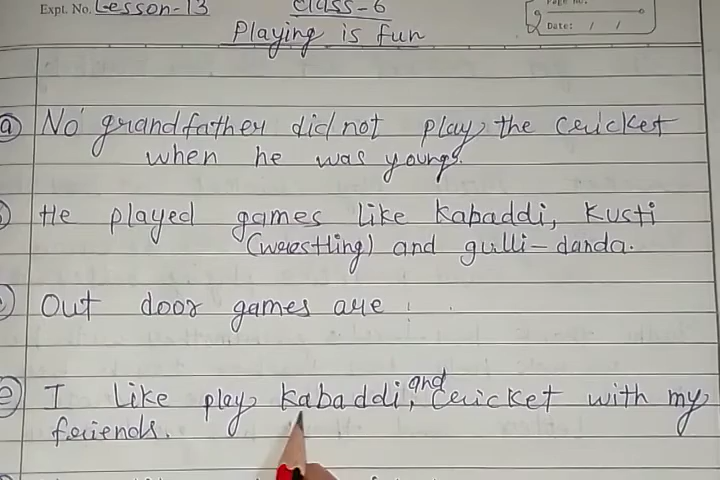 Expt. No. Lesson-13
Class-6
Date: / /
Playing is fun
a No grandfather did not play the cricket
when he was young.
He played games like Kabaddi, Kusti
(wrestling) and gulli-danda.
Out door games are
e I like play kabaddi, and cricket with my
friends.